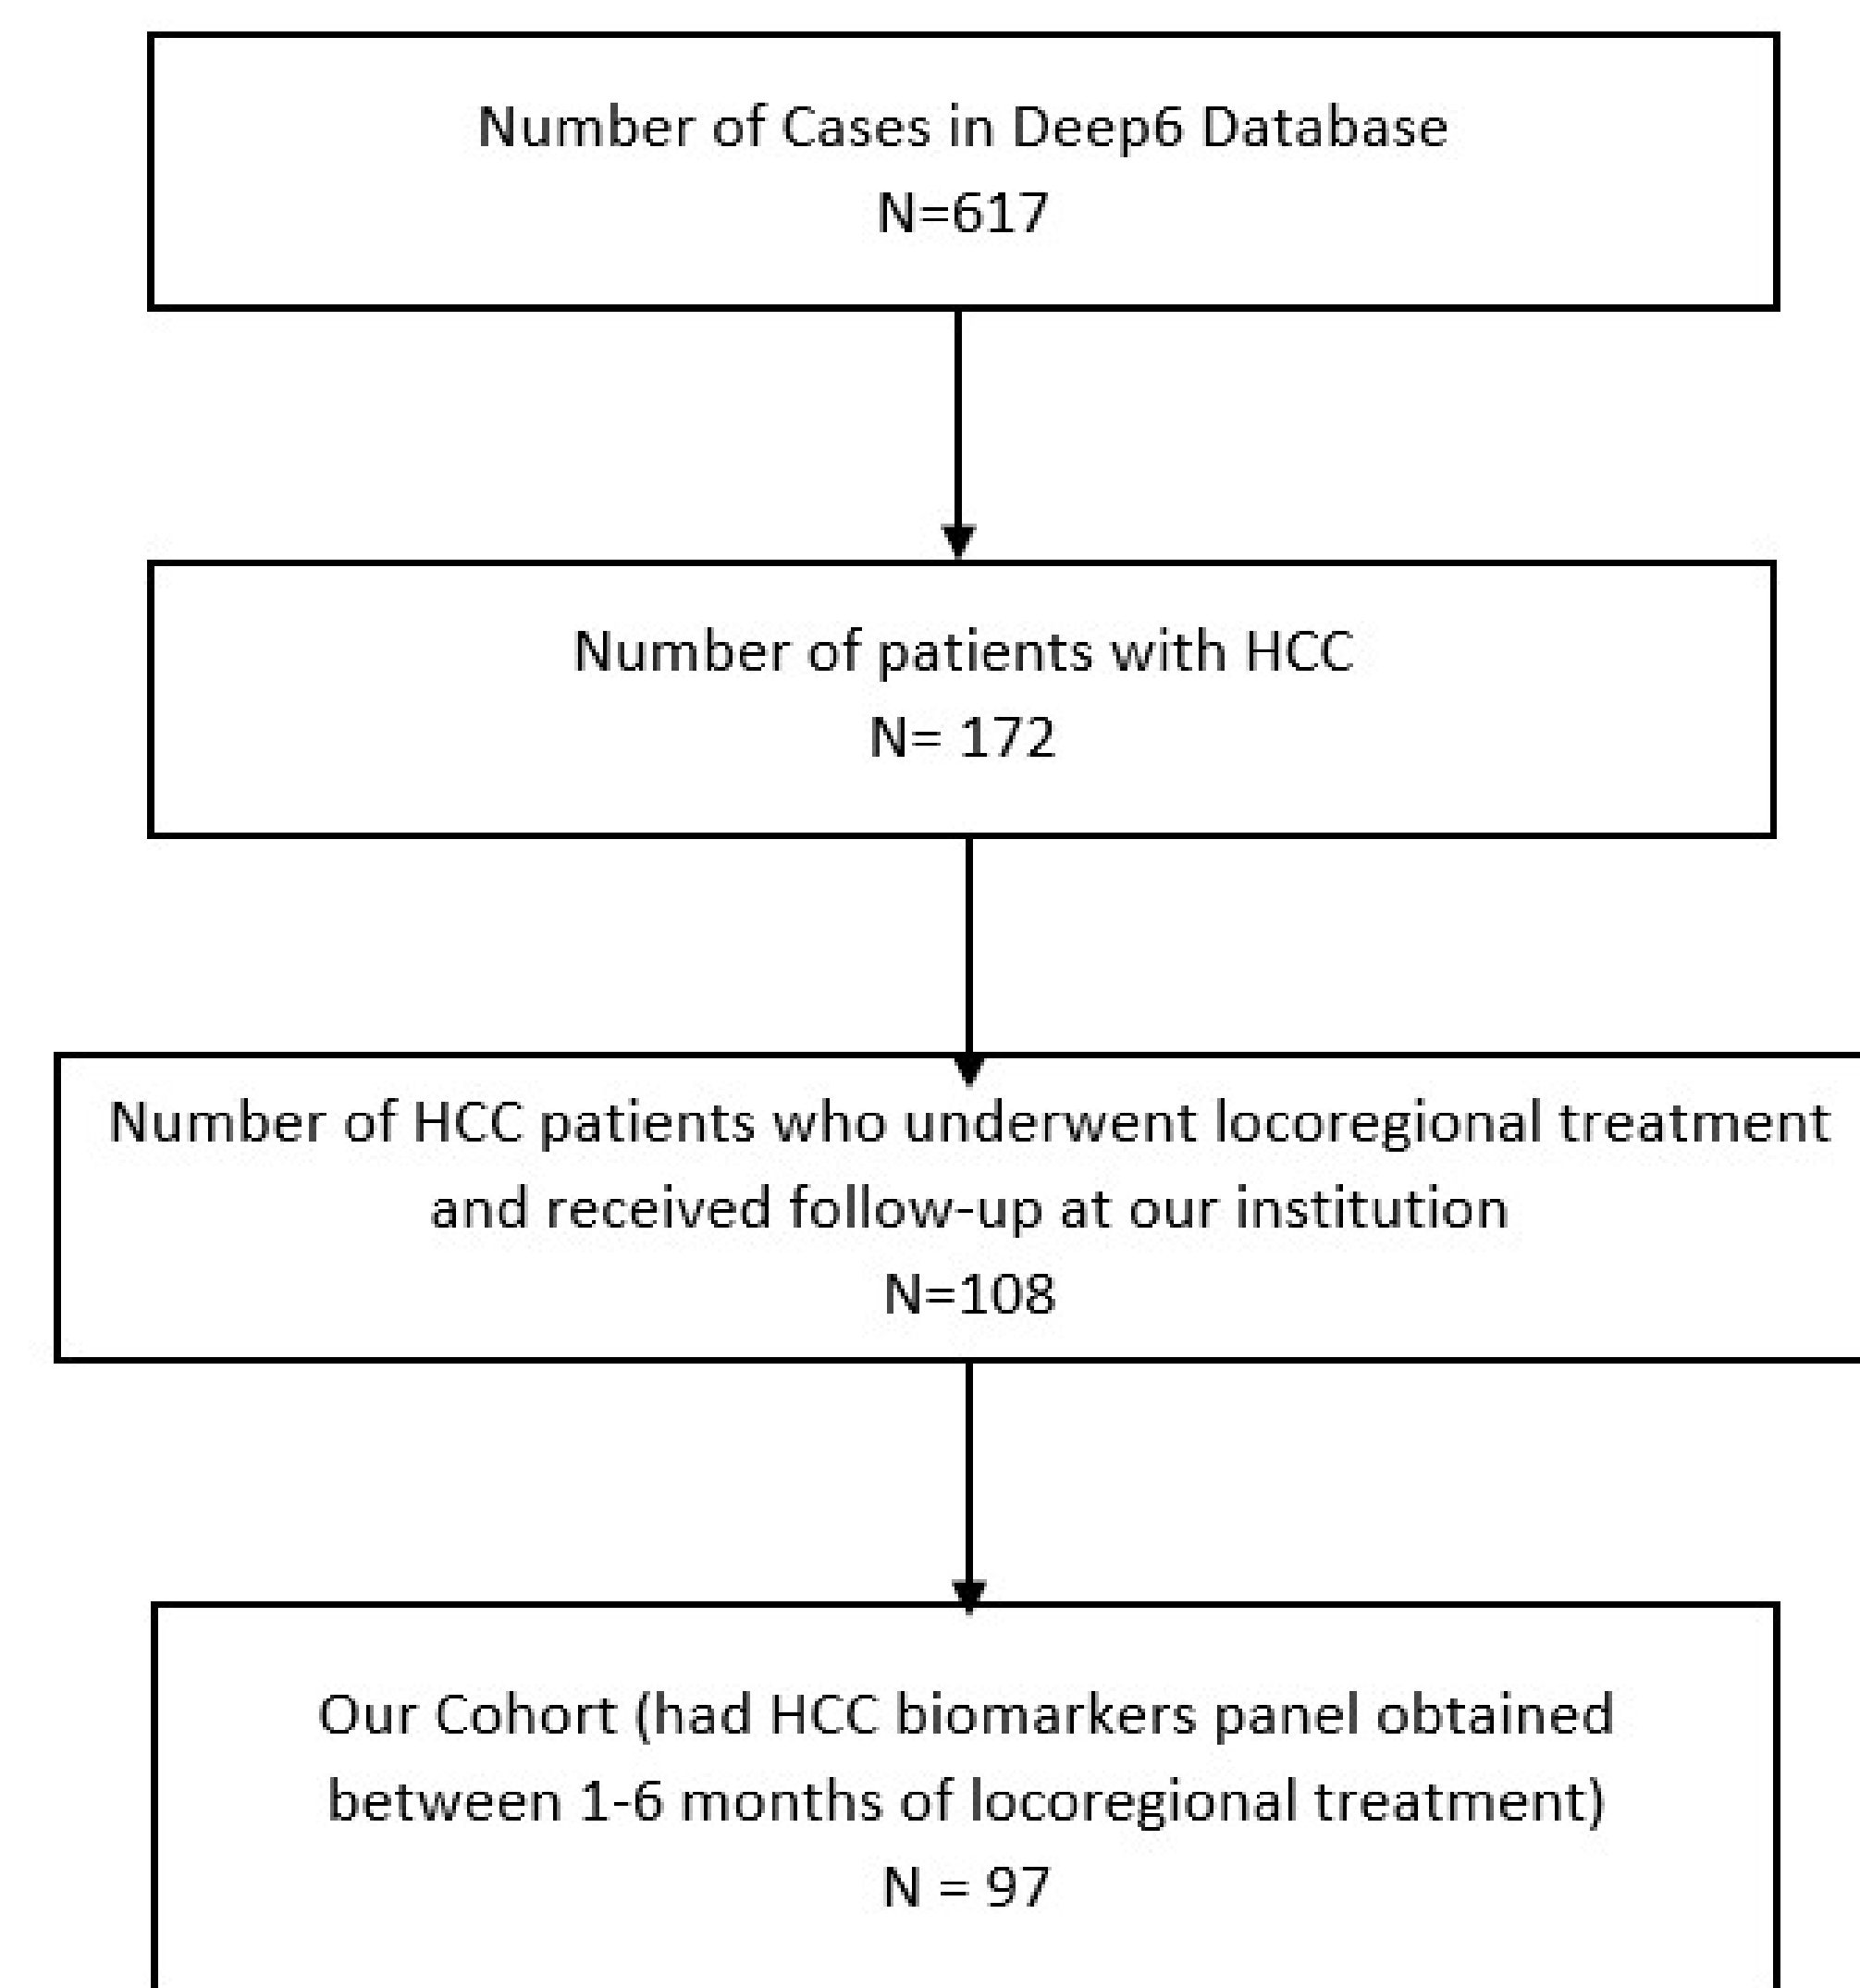 Number of Cases in Deep6 Database
N=617
Number of patients with HCC
N= 172
Number of HCC patients who underwent locoregional treatment
and received follow-up at our institution
N=108
Our Cohort (had HCC biomarkers panel obtained
between 1-6 months of locoregional treatment)
N = 97